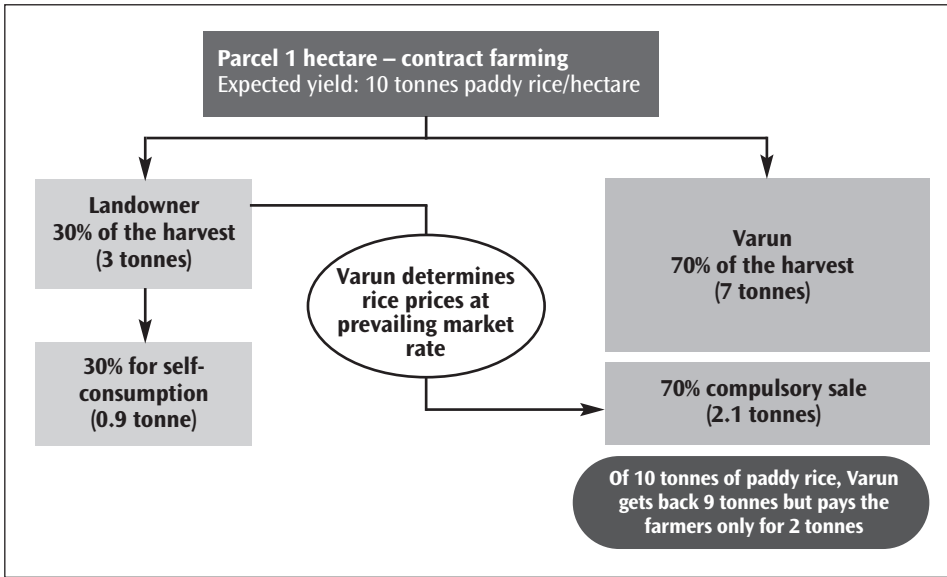 Parcel 1 hectare – contract farming
Expected yield: 10 tonnes paddy rice/hectare
Landowner
30% of the harvest
(3 tonnes)
Varun determines
rice prices at
prevailing market
rate
Varun
70% of the harvest
(7 tonnes)
30% for self-
consumption
(0.9 tonne)
70% compulsory sale
(2.1 tonnes)
Of 10 tonnes of paddy rice, Varun
gets back 9 tonnes but pays the
farmers only for 2 tonnes